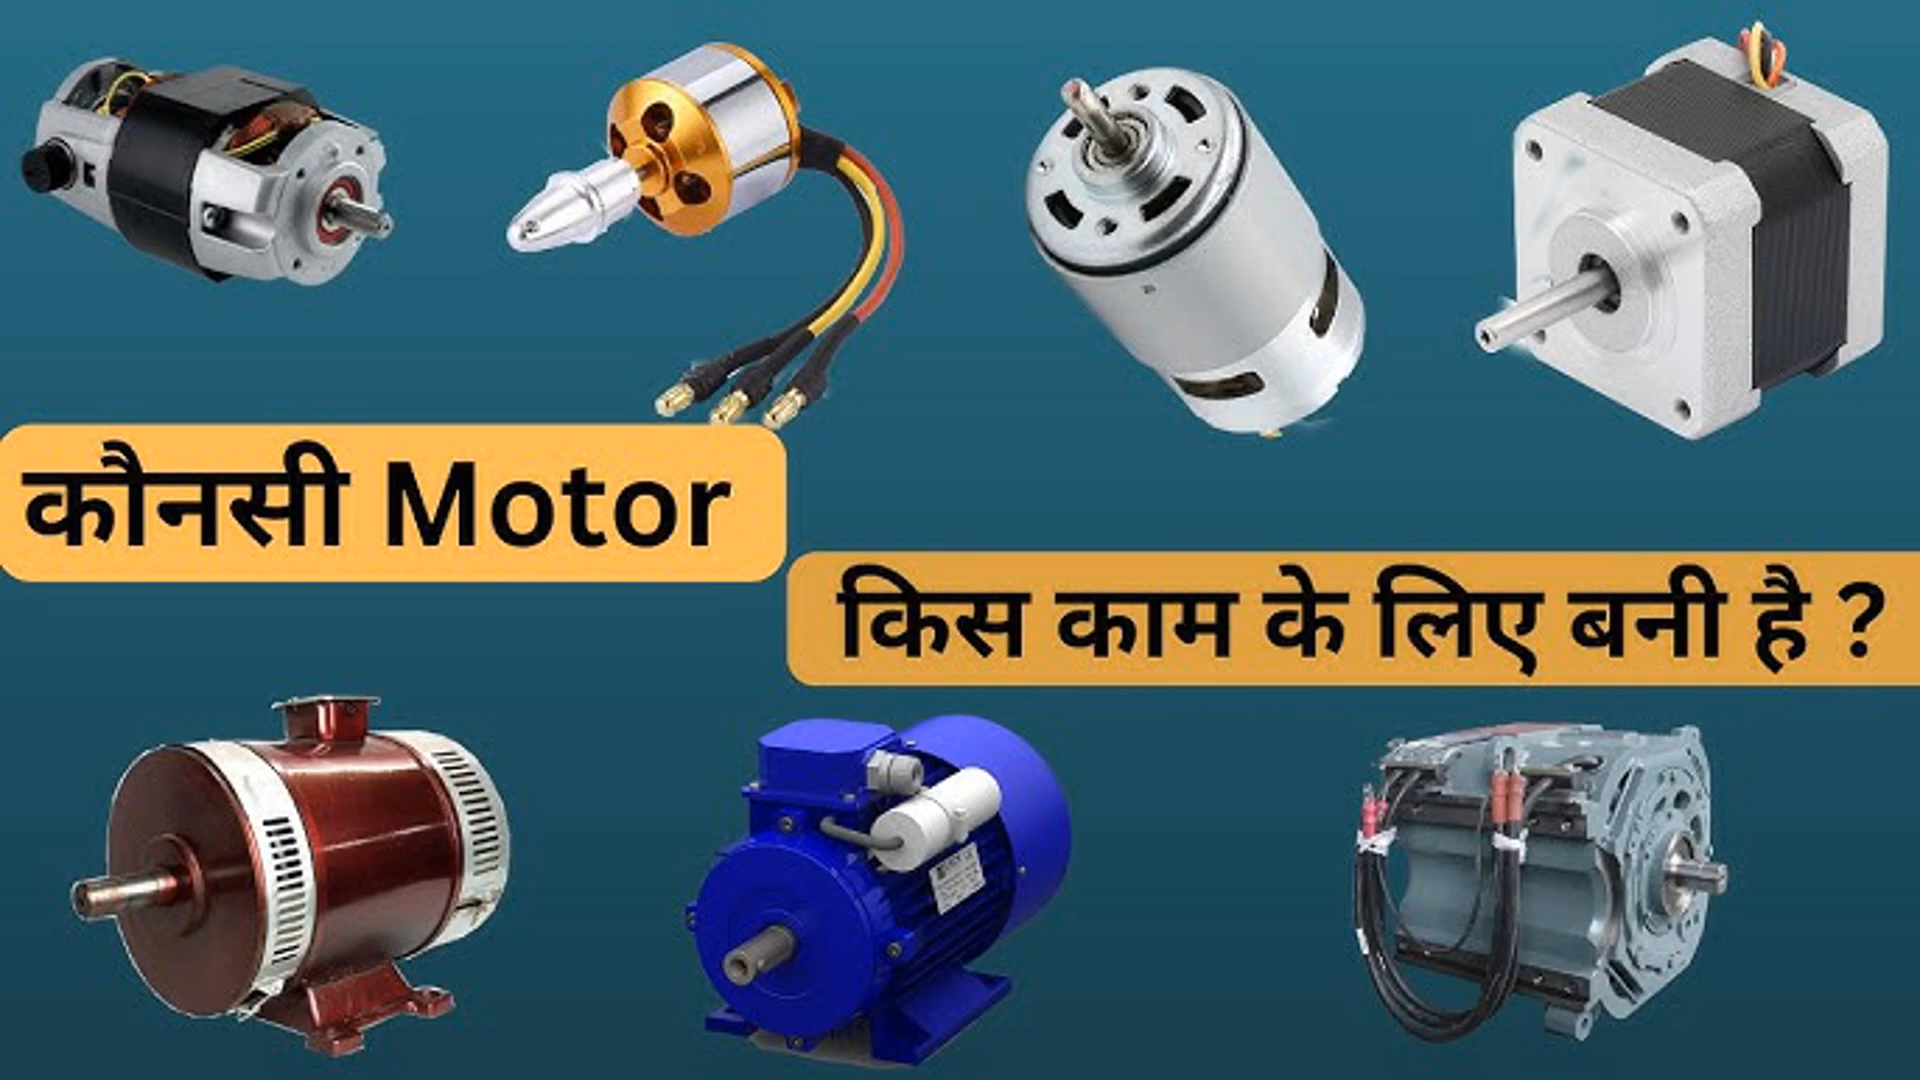 कौनसी Motor
किस काम के लिए बनी है ?